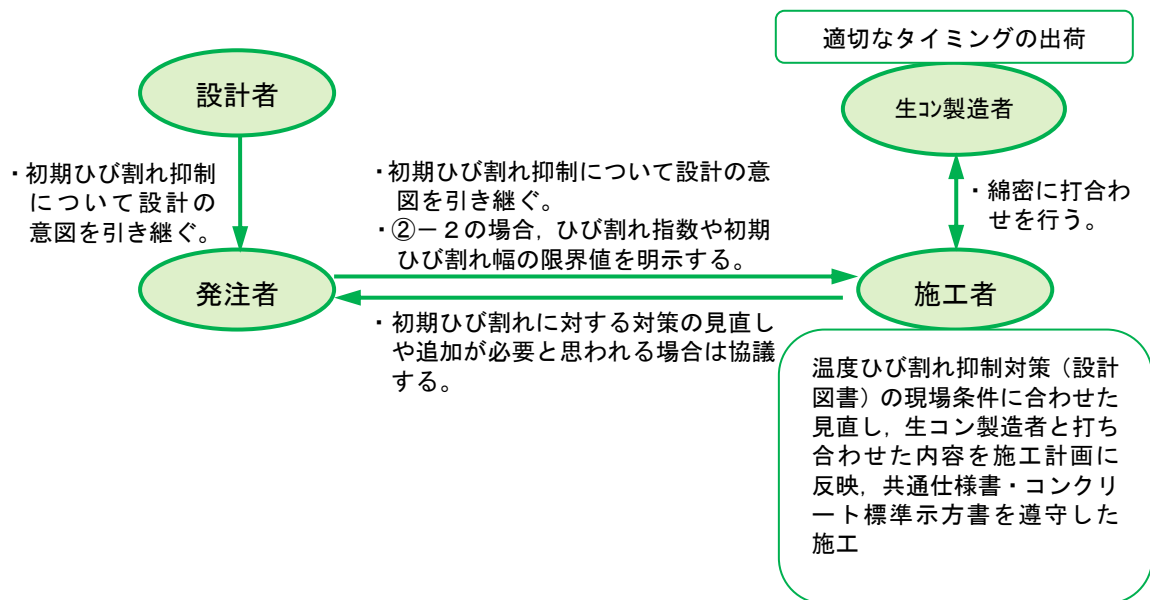 適切なタイミングの出荷
設計者
生コン製造者
・初期ひび割れ抑制
について設計の
意図を引き継ぐ。
・初期ひび割れ抑制について設計の意
図を引き継ぐ。
・②－２の場合，ひび割れ指数や初期
ひび割れ幅の限界値を明示する。
・綿密に打合わ
せを行う。
発注者
施工者
・初期ひび割れに対する対策の見直し
や追加が必要と思われる場合は協議
する。
温度ひび割れ抑制対策（設計
図書）の現場条件に合わせた
見直し，生コン製造者と打ち
合わせた内容を施工計画に
反映，共通仕様書・コンクリ
ート標準示方書を遵守した
施工